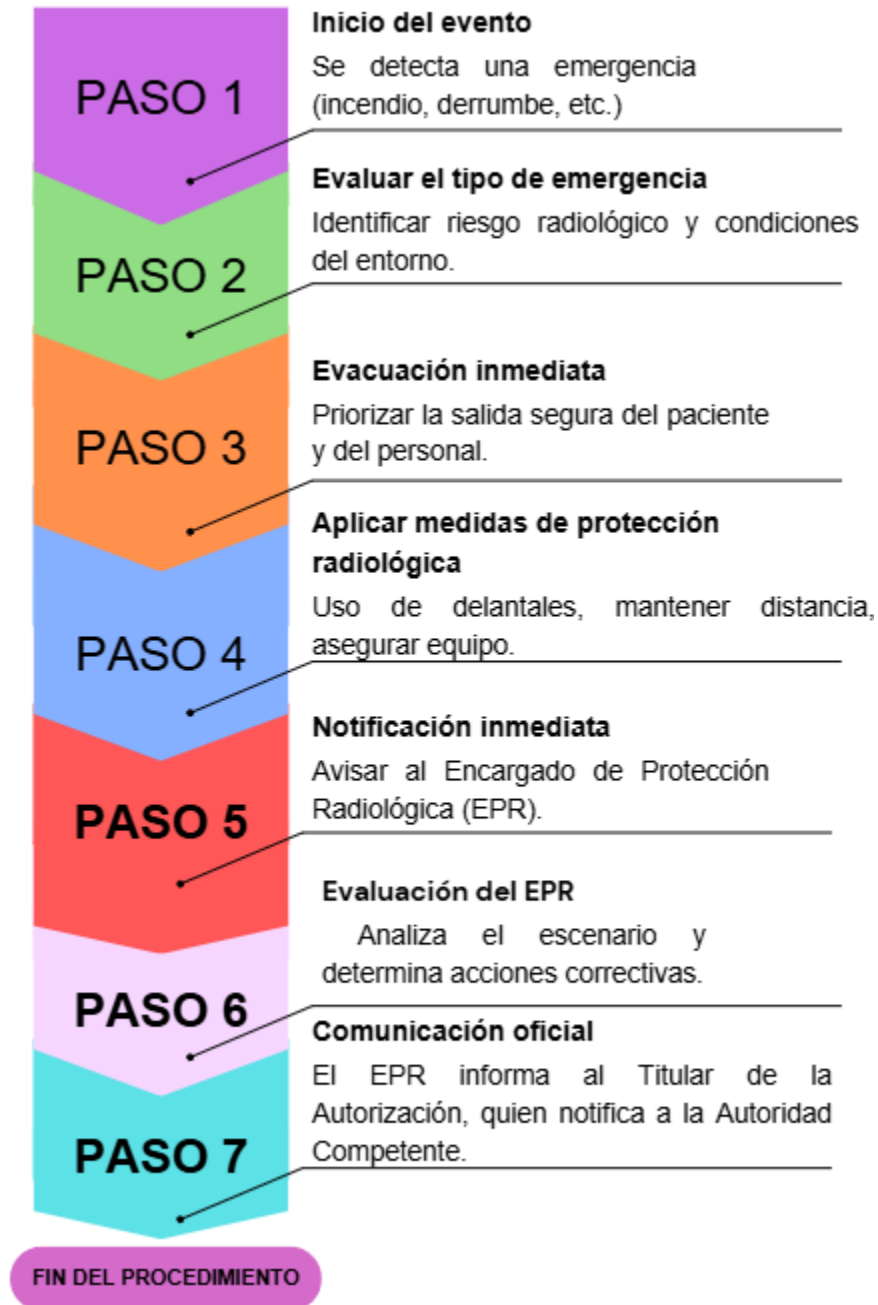 PASO 1
Inicio del evento
Se detecta una emergencia
(incendio, derrumbe, etc.)
PASO 2
Evaluar el tipo de emergencia
Identificar riesgo radiológico y condiciones
del entorno.
PASO 3
Evacuación inmediata
Priorizar la salida segura del paciente
y del personal.
PASO 4
Aplicar medidas de protección
radiológica
Uso de delantales, mantener distancia,
asegurar equipo.
PASO 5
Notificación inmediata
Avisar al Encargado de Protección
Radiológica (EPR).
PASO 6
Evaluación del EPR
Analiza el escenario y
determina acciones correctivas.
PASO 7
Comunicación oficial
El EPR informa al Titular de la
Autorización, quien notifica a la Autoridad
Competente.
FIN DEL PROCEDIMIENTO